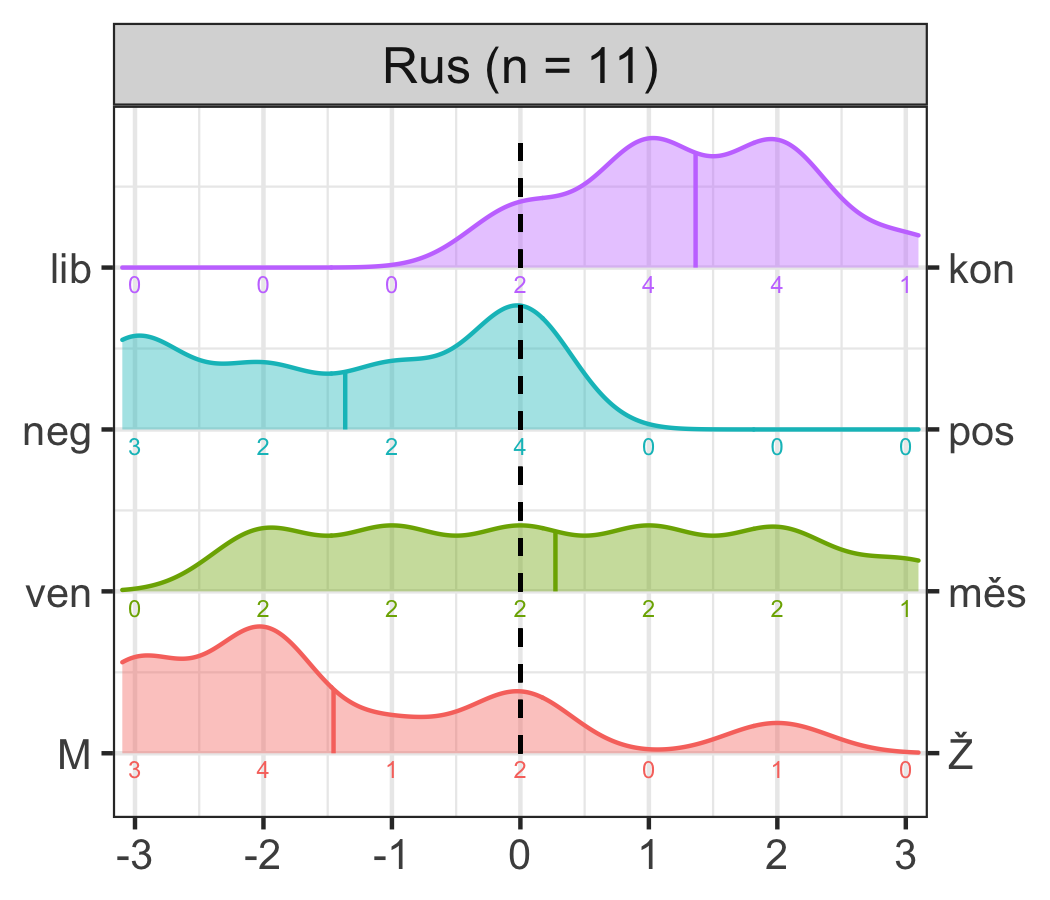 Rus (n = 11)
lib kon
0 0 0 2 4 4 1
neg pos
3 2 2 4 0 0 0
ven měs
0 2 2 2 2 2 1
M Ž
3 4 1 2 0 1 0
-3 -2 -1 0 1 2 3